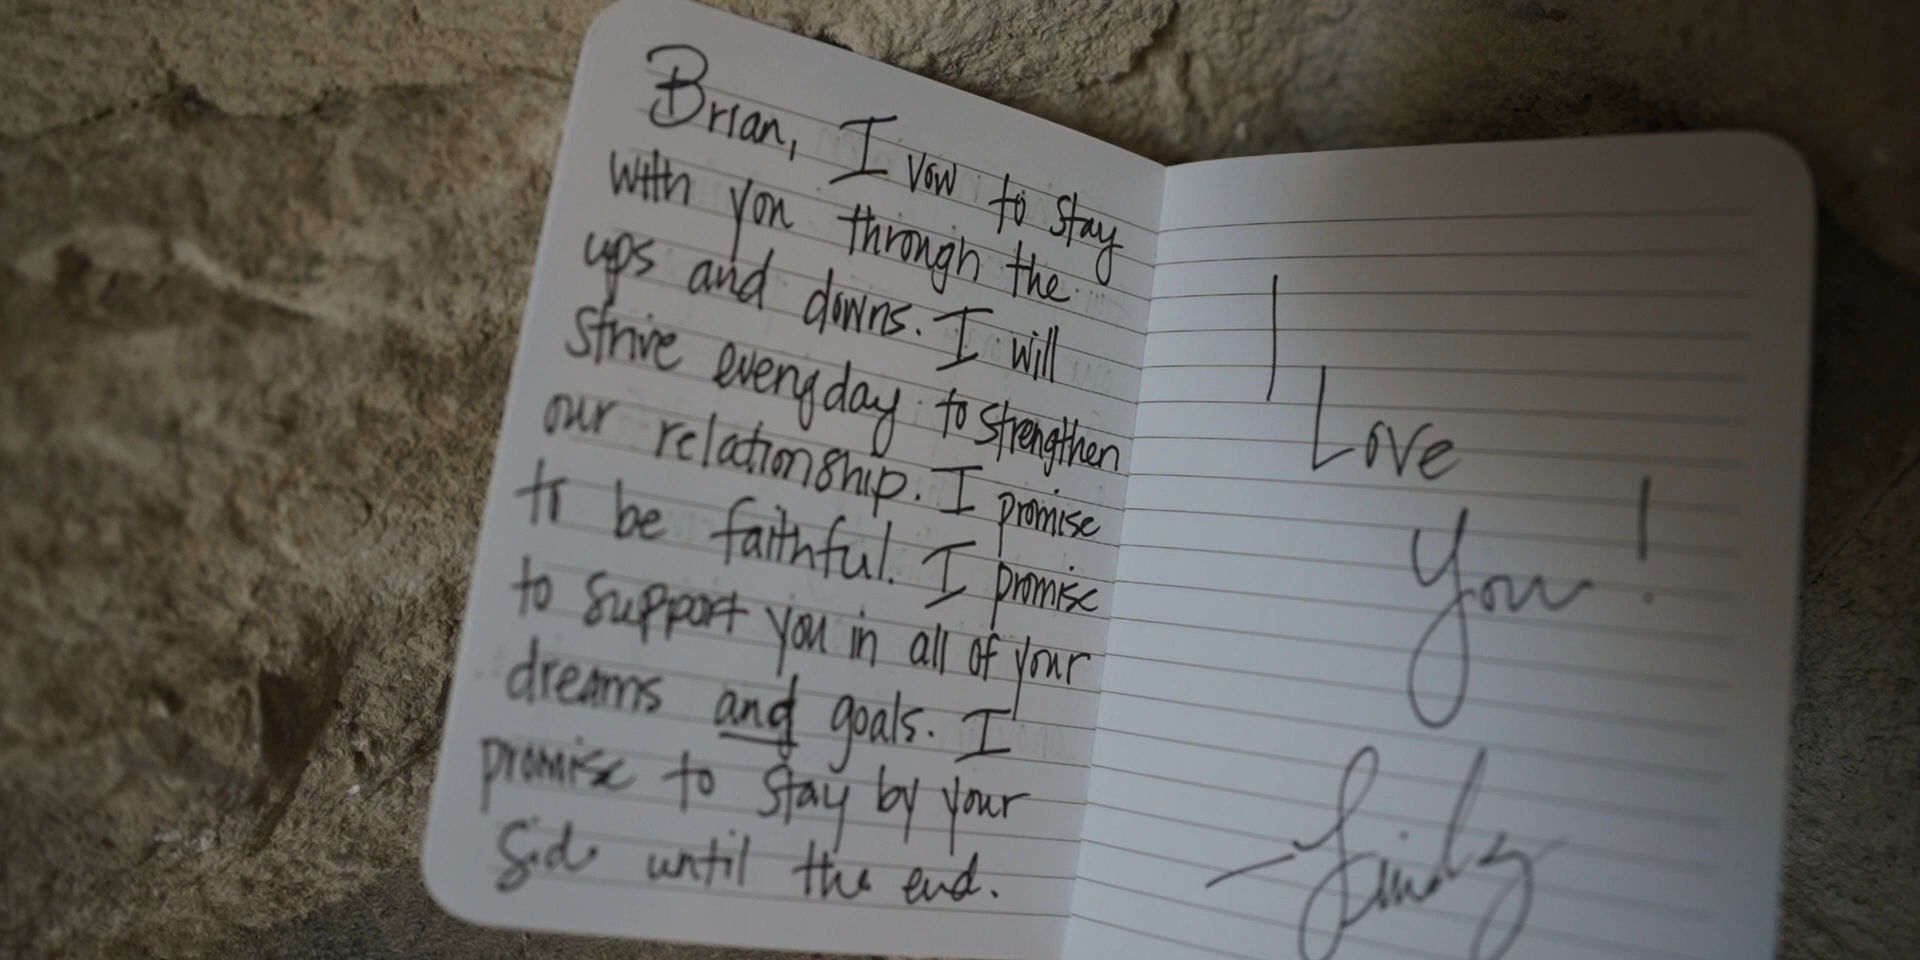 Brian, I vow to stay
with you through the
ups and downs. I will
strive everyday to strengthen
our relationship. I promise
to be faithful. I promise
to support you in all of your
dreams and goals. I
promise to stay by your
side until the end.
I
Love
You!